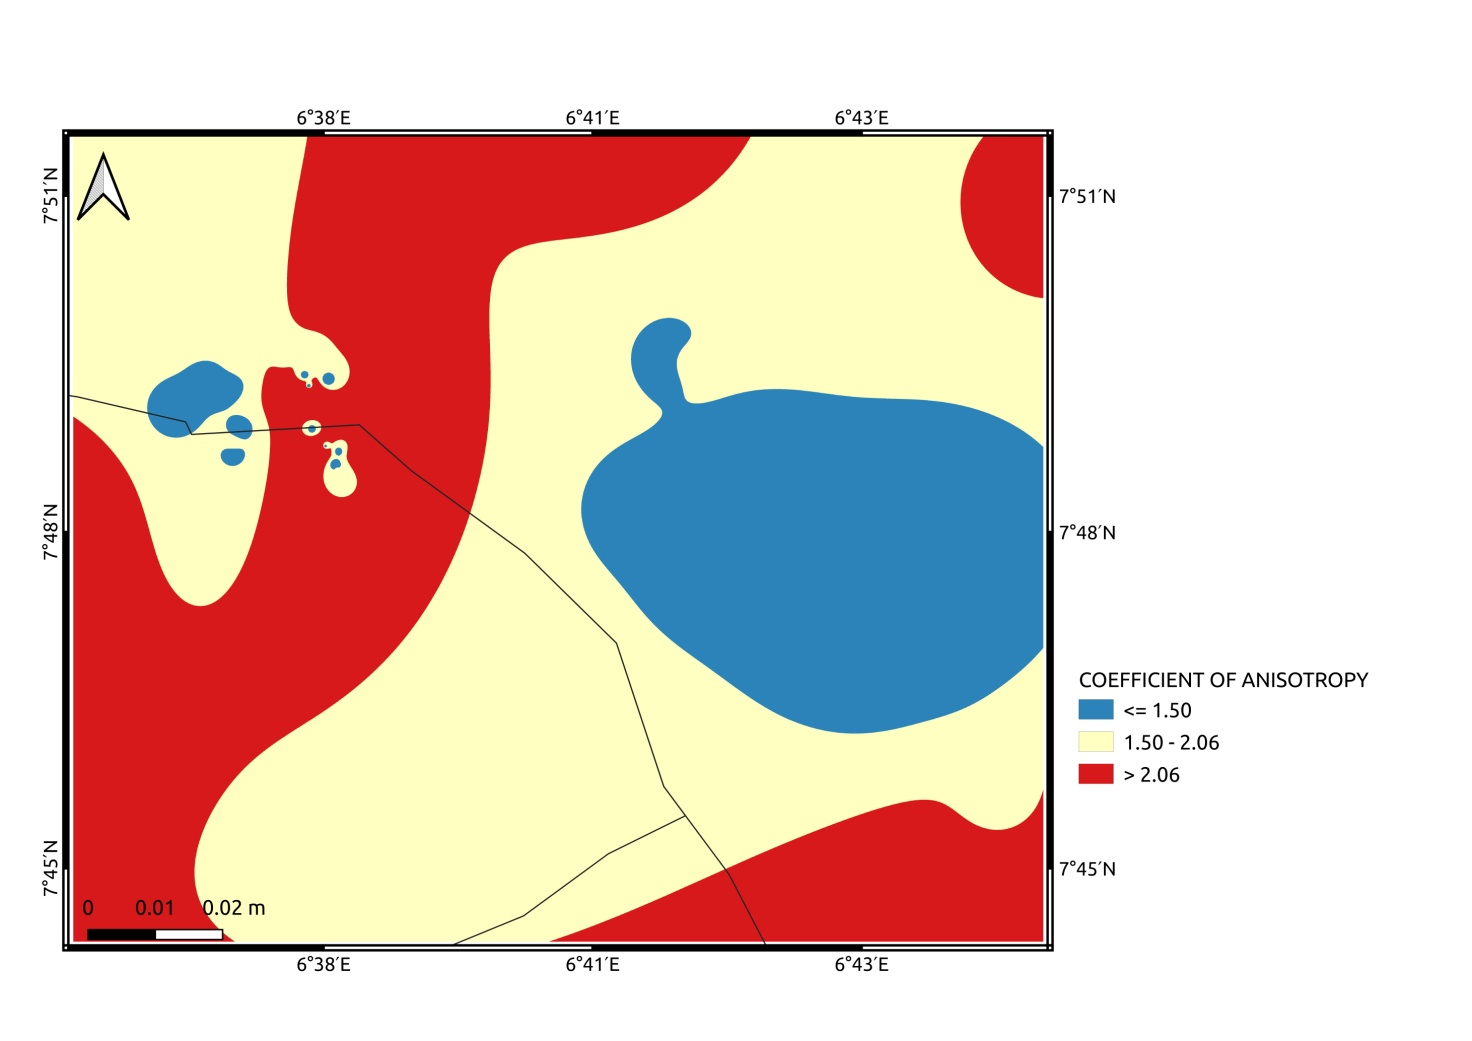 6°38′E 6°41′E 6°43′E
7°51′N 7°51′N
7°48′N 7°48′N
COEFFICIENT OF ANISOTROPY
<= 1.50
1.50 - 2.06
> 2.06
7°45′N 7°45′N
0 0.01 0.02 m
6°38′E 6°41′E 6°43′E